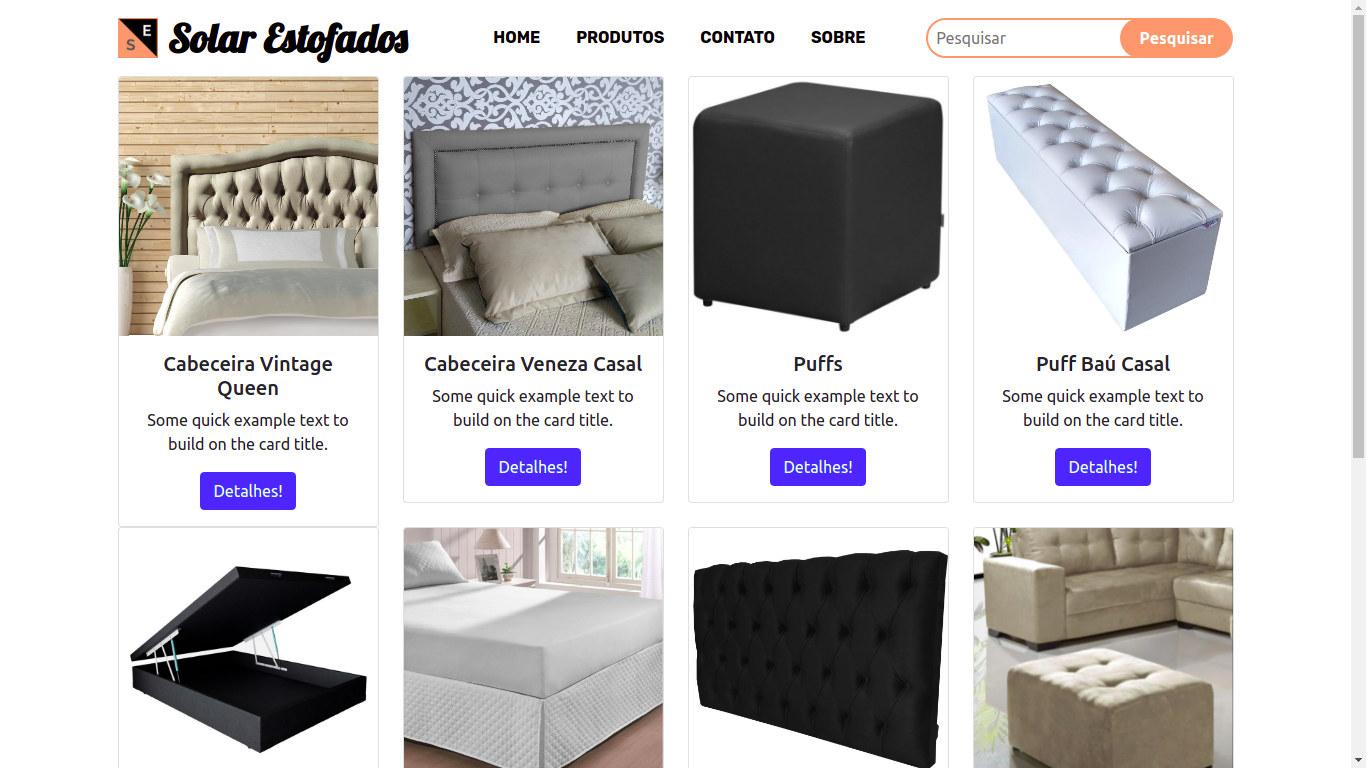 E
S
Solar Estofados
HOME
PRODUTOS
CONTATO
SOBRE
Pesquisar
Pesquisar
Cabeceira Vintage
Queen
Some quick example text to
build on the card title.
Detalhes!
Cabeceira Veneza Casal
Some quick example text to
build on the card title.
Detalhes!
Puffs
Some quick example text to
build on the card title.
Detalhes!
Puff Baú Casal
Some quick example text to
build on the card title.
Detalhes!